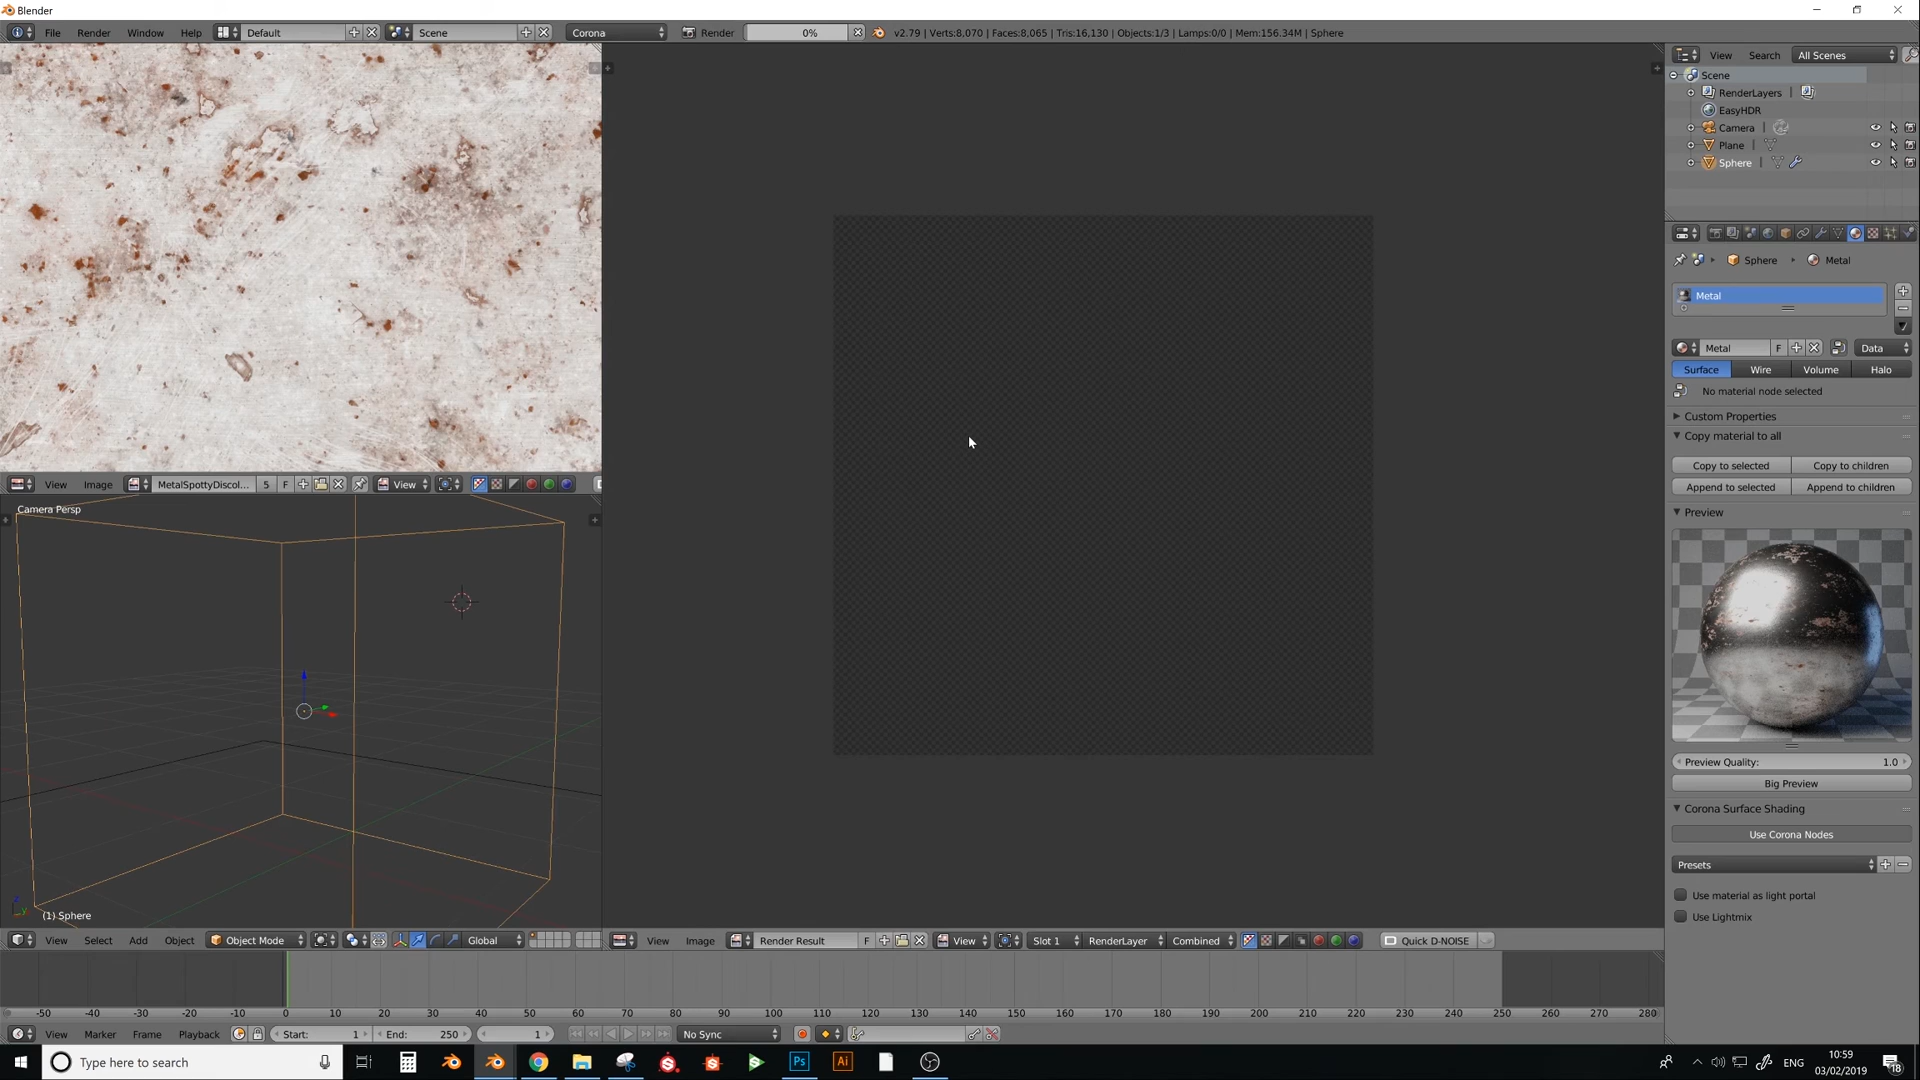 Blender
File Render Window Help Default Scene Corona Render 0% v2.79 | Verts:8,070 | Faces:8,065 | Tris:16,130 | Objects:1/3 | Lamps:0/0 | Mem:156.34M | Sphere
View Search All Scenes
Scene
RenderLayers
EasyHDR
Camera
Plane
Sphere
Sphere Metal
Metal
Metal F Data
Surface Wire Volume Halo
No material node selected
Custom Properties
Copy material to all
Copy to selected Copy to children
Append to selected Append to children
Preview
Preview Quality: 1.0
Big Preview
Corona Surface Shading
Use Corona Nodes
Presets
Use material as light portal
Use Lightmix
View Image MetalSpottyDiscol... 5 F View
Camera Persp
(1) Sphere
View Select Add Object Object Mode Global
View Image Render Result F View Slot 1 RenderLayer Combined Quick D-NOISE
-50 -40 -30 -20 -10 0 10 20 30 40 50 60 70 80 90 100 110 120 130 140 150 160 170 180 190 200 210 220 230 240 250 260 270 280
View Marker Frame Playback Start: 1 End: 250 1 No Sync
Type here to search Ps Ai ENG 10:59
03/02/2019 18